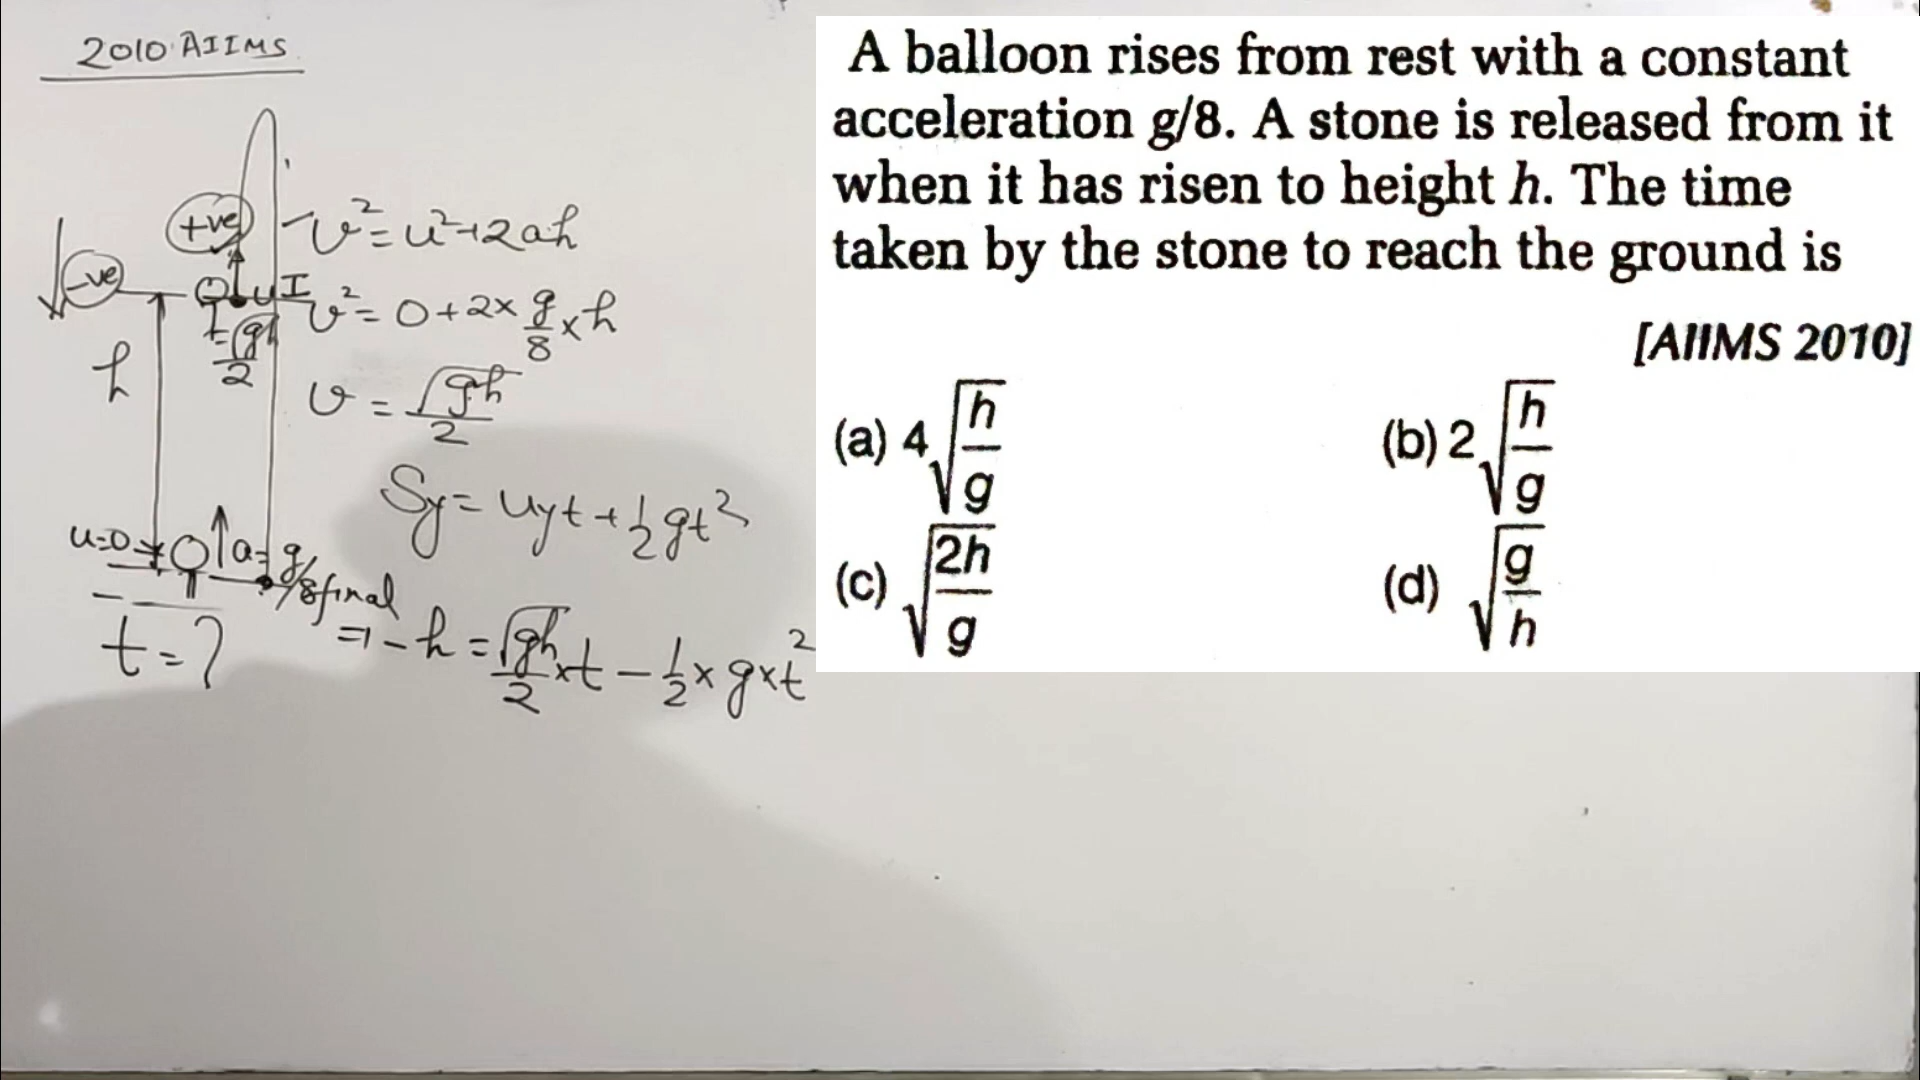 2010 AIIMS
A balloon rises from rest with a constant
acceleration g/8. A stone is released from it
when it has risen to height h. The time
taken by the stone to reach the ground is
[AIIMS 2010]
(a) 4√(h/g)
(b) 2√(h/g)
(c) √(2h/g)
(d) √(g/h)
+ve
-ve
u I
√gh/2
h
u=0
a=g/8
final
t=?
v²=u²+2ah
v²=0+2×g/8×h
v=√gh/2
Sy=uyt+½gt²
⇒-h=√gh/2×t-½×g×t²